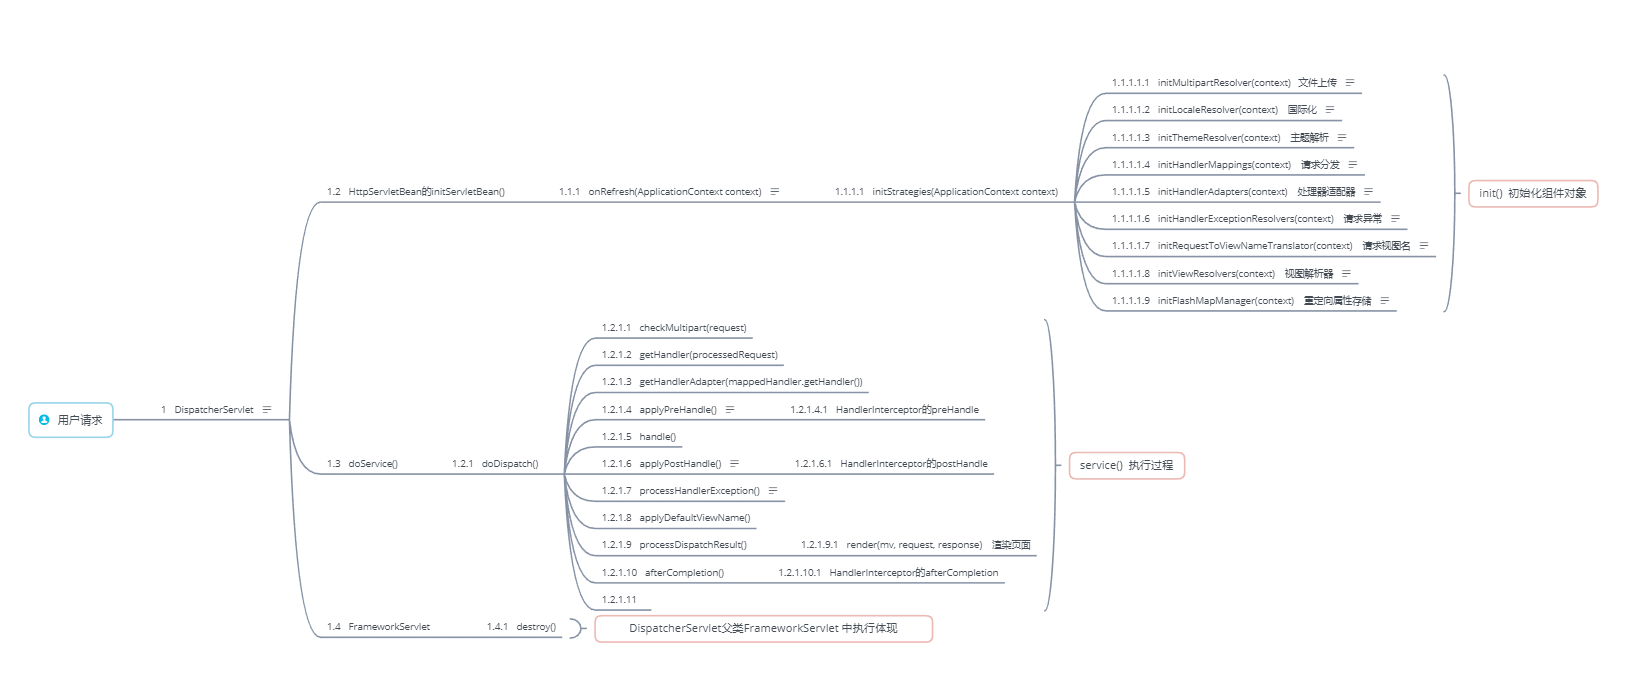 用户请求
1 DispatcherServlet
1.2 HttpServletBean的initServletBean()
1.1.1 onRefresh(ApplicationContext context)
1.1.1.1 initStrategies(ApplicationContext context)
1.1.1.1.1 initMultipartResolver(context) 文件上传
1.1.1.1.2 initLocaleResolver(context) 国际化
1.1.1.1.3 initThemeResolver(context) 主题解析
1.1.1.1.4 initHandlerMappings(context) 请求分发
1.1.1.1.5 initHandlerAdapters(context) 处理器适配器
1.1.1.1.6 initHandlerExceptionResolvers(context) 请求异常
1.1.1.1.7 initRequestToViewNameTranslator(context) 请求视图名
1.1.1.1.8 initViewResolvers(context) 视图解析器
1.1.1.1.9 initFlashMapManager(context) 重定向属性存储
init() 初始化组件对象
1.3 doService()
1.2.1 doDispatch()
1.2.1.1 checkMultipart(request)
1.2.1.2 getHandler(processedRequest)
1.2.1.3 getHandlerAdapter(mappedHandler.getHandler())
1.2.1.4 applyPreHandle()
1.2.1.4.1 HandlerInterceptor的preHandle
1.2.1.5 handle()
1.2.1.6 applyPostHandle()
1.2.1.6.1 HandlerInterceptor的postHandle
1.2.1.7 processHandlerException()
1.2.1.8 applyDefaultViewName()
1.2.1.9 processDispatchResult()
1.2.1.9.1 render(mv, request, response) 渲染页面
1.2.1.10 afterCompletion()
1.2.1.10.1 HandlerInterceptor的afterCompletion
1.2.1.11
service() 执行过程
1.4 FrameworkServlet
1.4.1 destroy()
DispatcherServlet父类FrameworkServlet 中执行体现